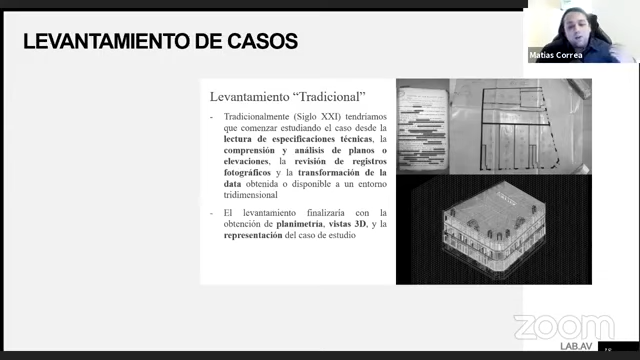 LEVANTAMIENTO DE CASOS
Matias Correa
Levantamiento “Tradicional”
- Tradicionalmente (Siglo XXI) tendriamos
que comenzar estudiando el caso desde la
lectura de especificaciones técnicas, la
comprensión y análisis de planos o
elevaciones, la revisión de registros
fotográficos y la transformación de la
data obtenida o disponible a un entorno
tridimensional
- El levantamiento finalizaría con la
obtención de planimetría, vistas 3D, y la
representación del caso de estudio
zoom
LAB.AV